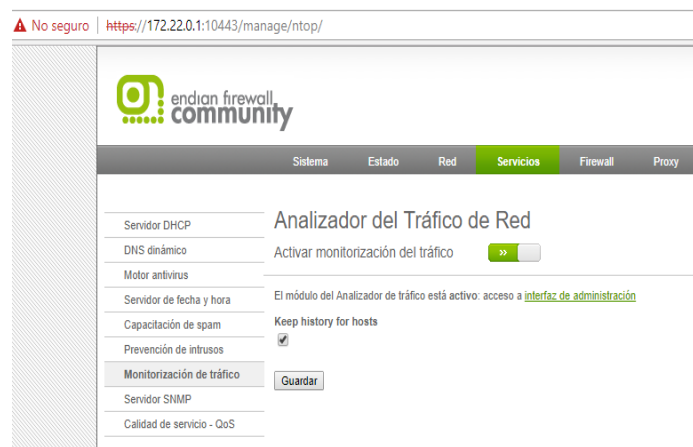 No seguro | https://172.22.0.1:10443/manage/ntop/
endian firewall
community
Sistema Estado Red Servicios Firewall Proxy
Servidor DHCP
DNS dinámico
Motor antivirus
Servidor de fecha y hora
Capacitación de spam
Prevención de intrusos
Monitorización de tráfico
Servidor SNMP
Calidad de servicio - QoS
Analizador del Tráfico de Red
Activar monitorización del tráfico »
El módulo del Analizador de tráfico está activo: acceso a interfaz de administración
Keep history for hosts
Guardar